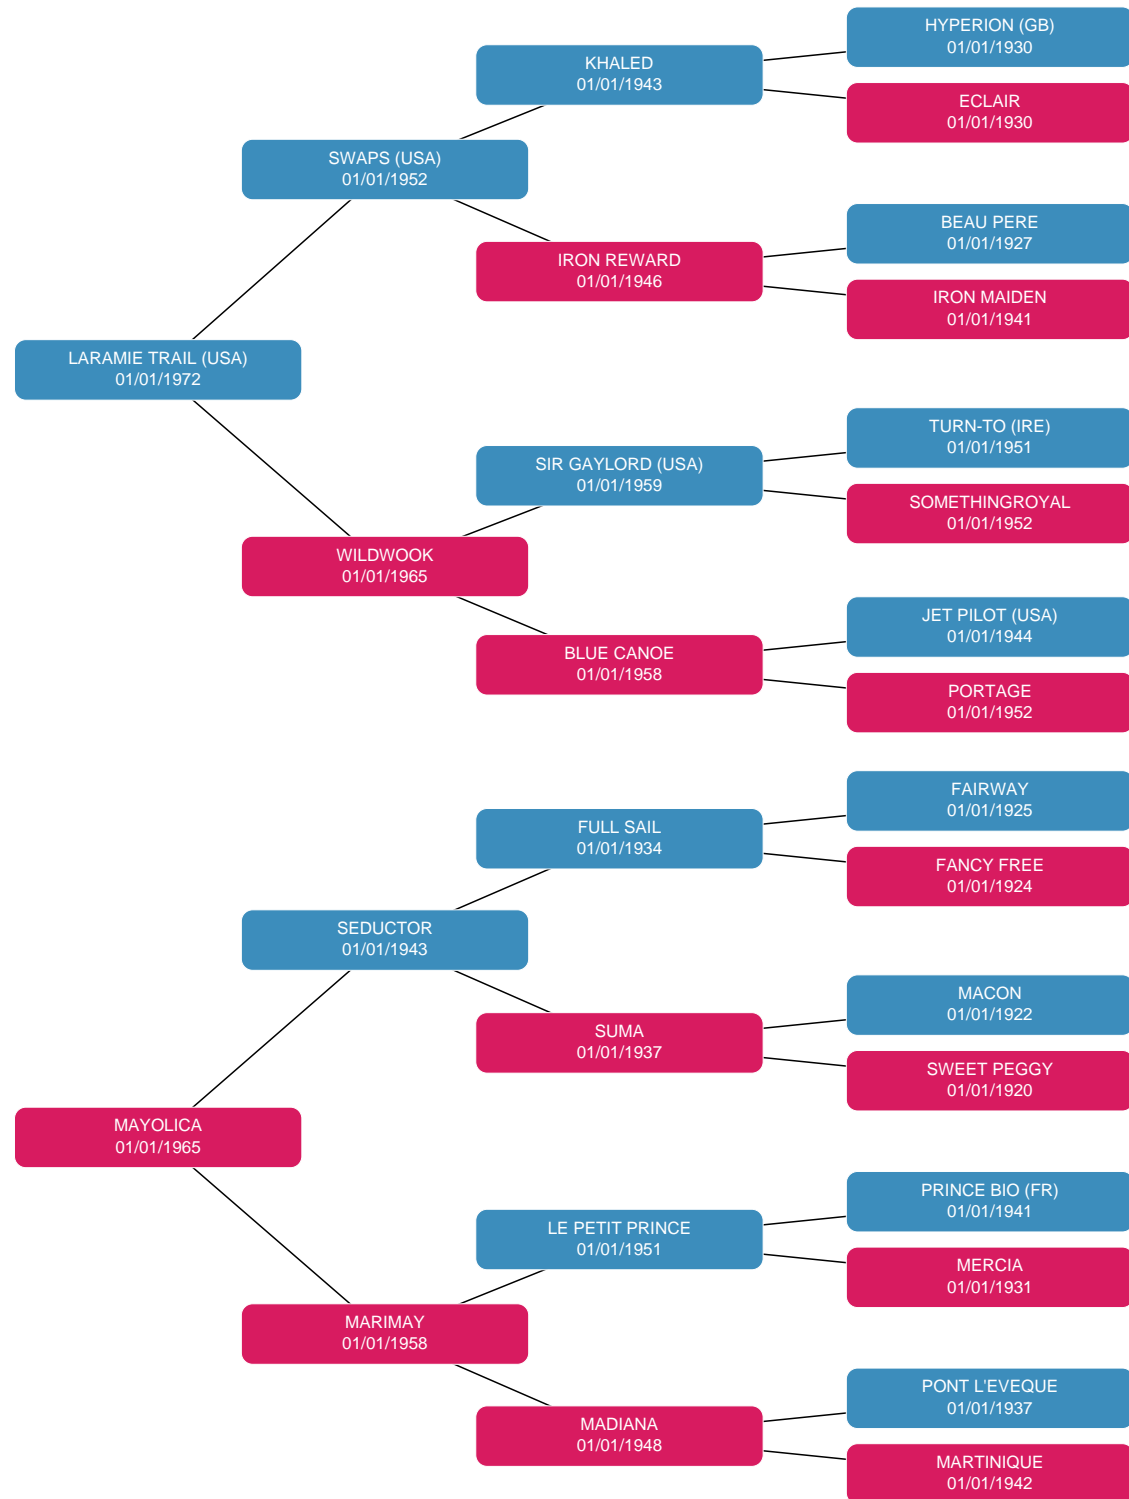 HYPERION (GB)
01/01/1930
KHALED
01/01/1943
ECLAIR
01/01/1930
SWAPS (USA)
01/01/1952
BEAU PERE
01/01/1927
IRON REWARD
01/01/1946
IRON MAIDEN
01/01/1941
LARAMIE TRAIL (USA)
01/01/1972
TURN-TO (IRE)
01/01/1951
SIR GAYLORD (USA)
01/01/1959
SOMETHINGROYAL
01/01/1952
WILDWOOK
01/01/1965
JET PILOT (USA)
01/01/1944
BLUE CANOE
01/01/1958
PORTAGE
01/01/1952
FAIRWAY
01/01/1925
FULL SAIL
01/01/1934
FANCY FREE
01/01/1924
SEDUCTOR
01/01/1943
MACON
01/01/1922
SUMA
01/01/1937
SWEET PEGGY
01/01/1920
MAYOLICA
01/01/1965
PRINCE BIO (FR)
01/01/1941
LE PETIT PRINCE
01/01/1951
MERCIA
01/01/1931
MARIMAY
01/01/1958
PONT L'EVEQUE
01/01/1937
MADIANA
01/01/1948
MARTINIQUE
01/01/1942